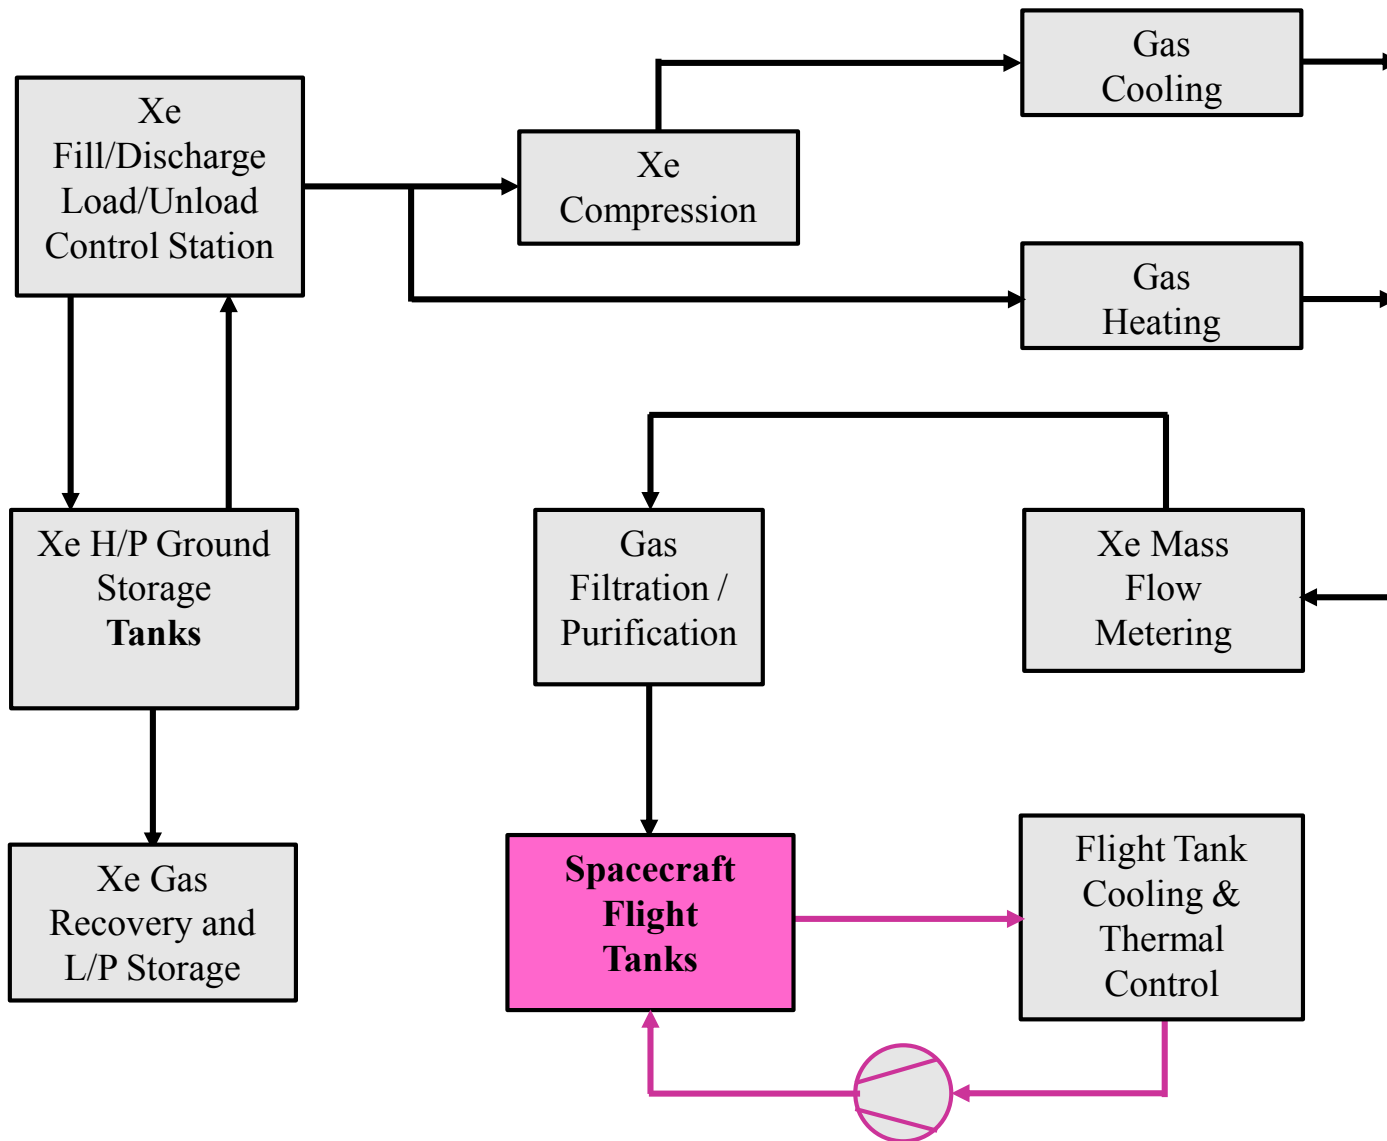 Xe
Fill/Discharge
Load/Unload
Control Station
Xe
Compression
Gas
Cooling
Gas
Heating
Xe H/P Ground
Storage
Tanks
Gas
Filtration /
Purification
Xe Mass
Flow
Metering
Xe Gas
Recovery and
L/P Storage
Spacecraft
Flight
Tanks
Flight Tank
Cooling &
Thermal
Control